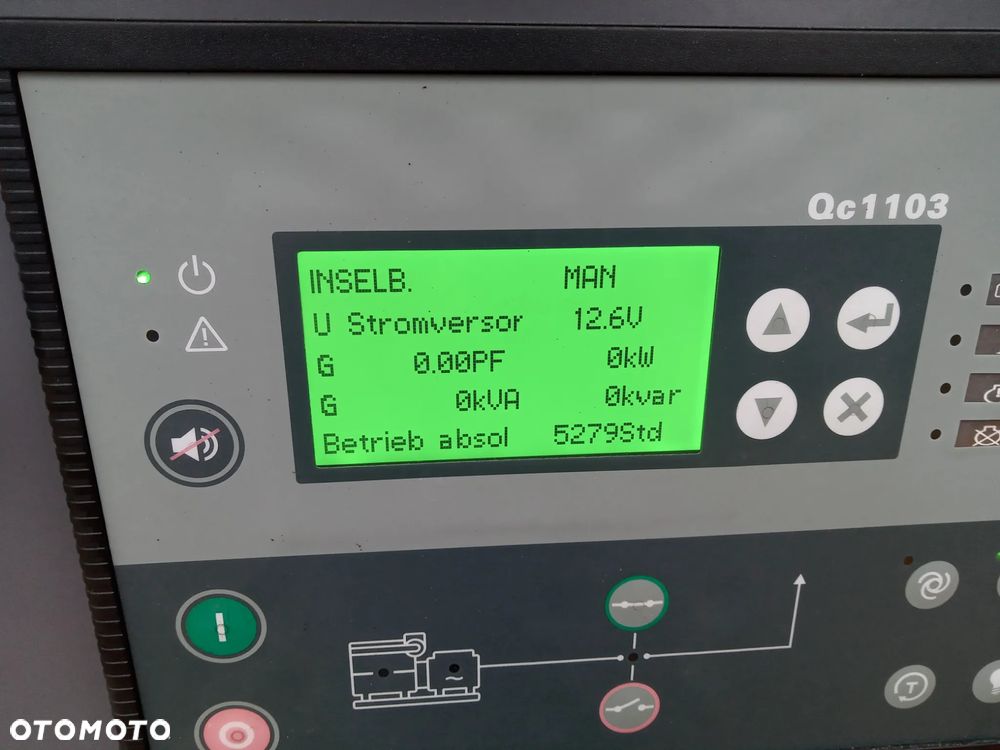 Qc1103
INSELB. MAN
U Stromversor 12.6V
G 0.00PF 0kW
G 0kVA 0kvar
Betrieb absol 5279Std
T
OTOMOTO